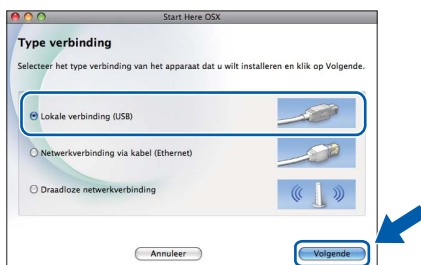 Start Here OSX
Type verbinding
Selecteer het type verbinding van het apparaat dat u wilt installeren en klik op Volgende.
Lokale verbinding (USB)
Netwerkverbinding via kabel (Ethernet)
Draadloze netwerkverbinding
Annuleer
Volgende